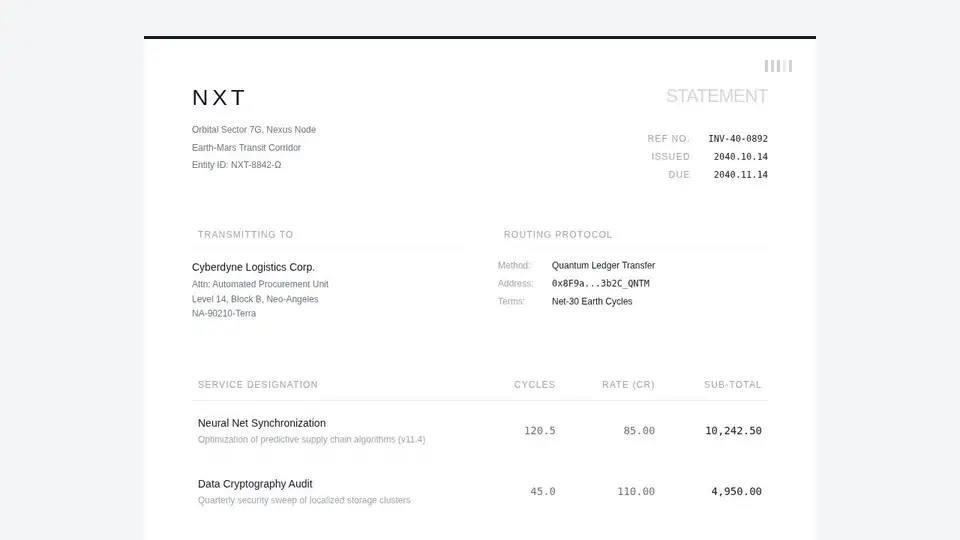 NXT
Orbital Sector 7G, Nexus Node
Earth-Mars Transit Corridor
Entity ID: NXT-8842-Ω
STATEMENT
REF NO. INV-40-0892
ISSUED 2040.10.14
DUE 2040.11.14
TRANSMITTING TO
Cyberdyne Logistics Corp.
Attn: Automated Procurement Unit
Level 14, Block B, Neo-Angeles
NA-90210-Terra
ROUTING PROTOCOL
Method: Quantum Ledger Transfer
Address: 0x8F9a...3b2C_QNTM
Terms: Net-30 Earth Cycles
SERVICE DESIGNATION CYCLES RATE (CR) SUB-TOTAL
Neural Net Synchronization 120.5 85.00 10,242.50
Optimization of predictive supply chain algorithms (v11.4)
Data Cryptography Audit 45.0 110.00 4,950.00
Quarterly security sweep of localized storage clusters